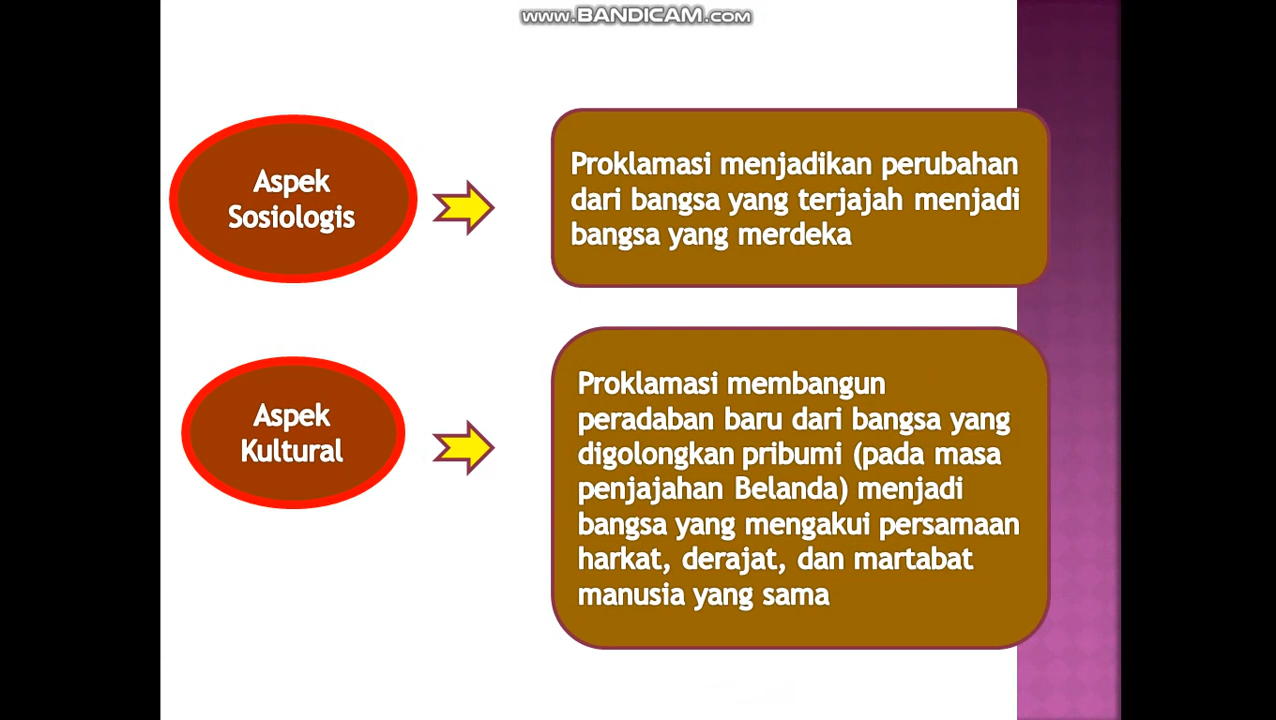 www.BANDICAM.com
Aspek
Sosiologis
Proklamasi menjadikan perubahan
dari bangsa yang terjajah menjadi
bangsa yang merdeka
Aspek
Kultural
Proklamasi membangun
peradaban baru dari bangsa yang
digolongkan pribumi (pada masa
penjajahan Belanda) menjadi
bangsa yang mengakui persamaan
harkat, derajat, dan martabat
manusia yang sama